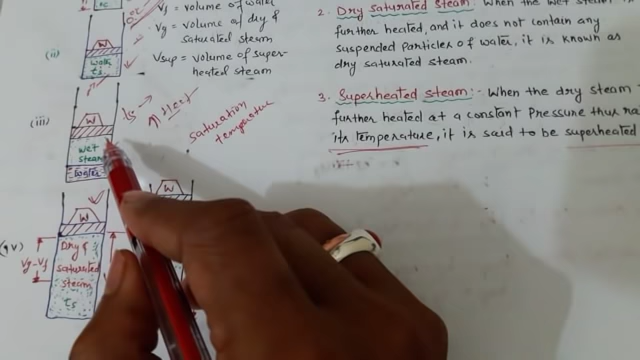 Vf = volume of water
Vg = volume of dry &
saturated steam
Vsup = volume of super-
heated steam
(ii)
W
water
ts
(iii)
W
wet
steam
water
ts
↑ Heat
Saturation
temperature
W
W
Vg-Vf
Dry &
saturated
steam
ts
2. Dry Saturated Steam: When the wet steam is
further heated, and it does not contain any
suspended particles of water, it is known as
dry saturated steam.
3. Superheated steam:- When the dry steam
further heated at a constant Pressure thus
its temperature, it is said to be superheated